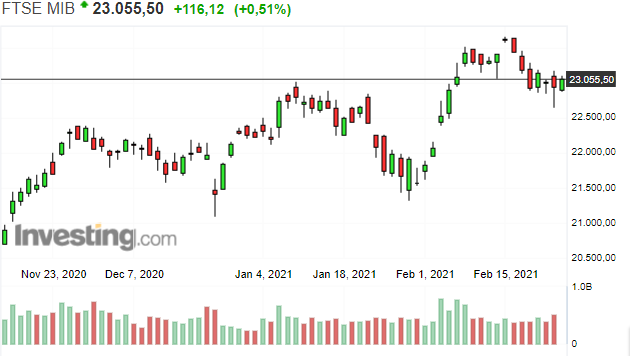 FTSE MIB 23.055,50 +116,12 (+0,51%)
23.055,50
22.500,00
22.000,00
21.500,00
21.000,00
Investing.com
20.500,00
Nov 23, 2020 Dec 7, 2020 Jan 4, 2021 Jan 18, 2021 Feb 1, 2021 Feb 15, 2021
1.0B
0